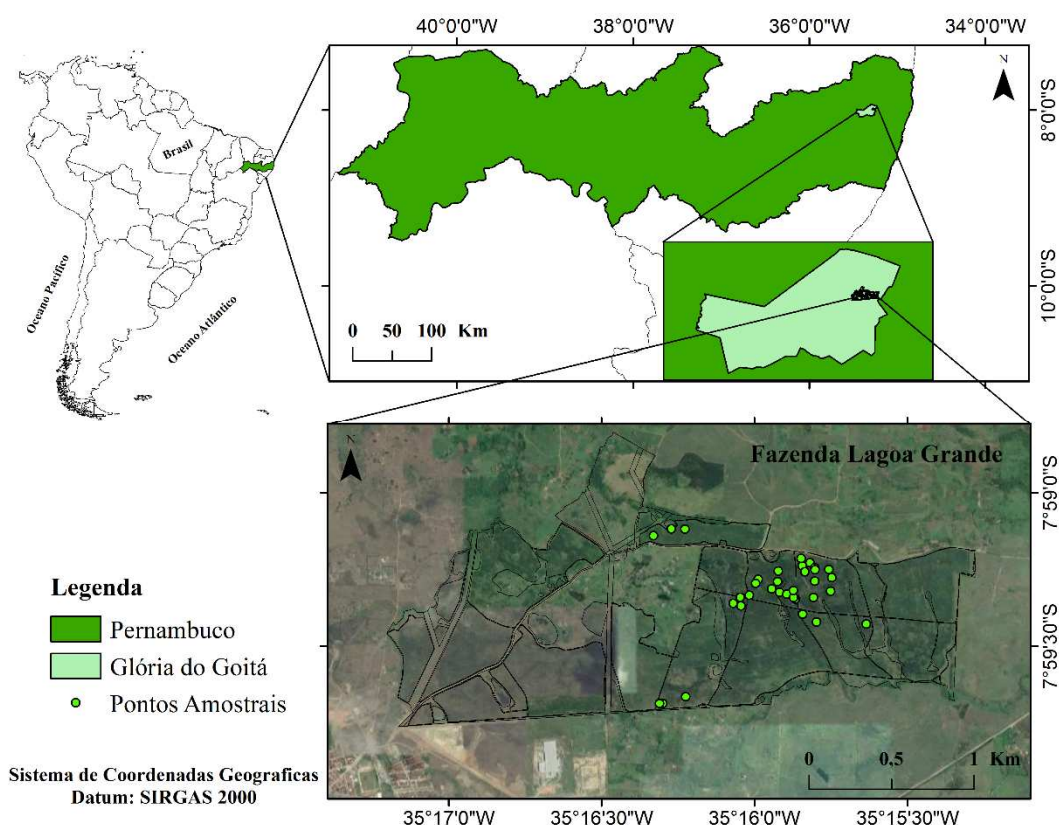 40°0'0"W 38°0'0"W 36°0'0"W 34°0'0"W
N
8°0'0"S
10°0'0"S
Brasil
Oceano Pacífico
Oceano Atlântico
0 50 100 Km
N
Fazenda Lagoa Grande
7°59'0"S
7°59'30"S
0 0.5 1 Km
35°17'0"W 35°16'30"W 35°16'0"W 35°15'30"W
Legenda
Pernambuco
Glória do Goitá
Pontos Amostrais
Sistema de Coordenadas Geograficas
Datum: SIRGAS 2000